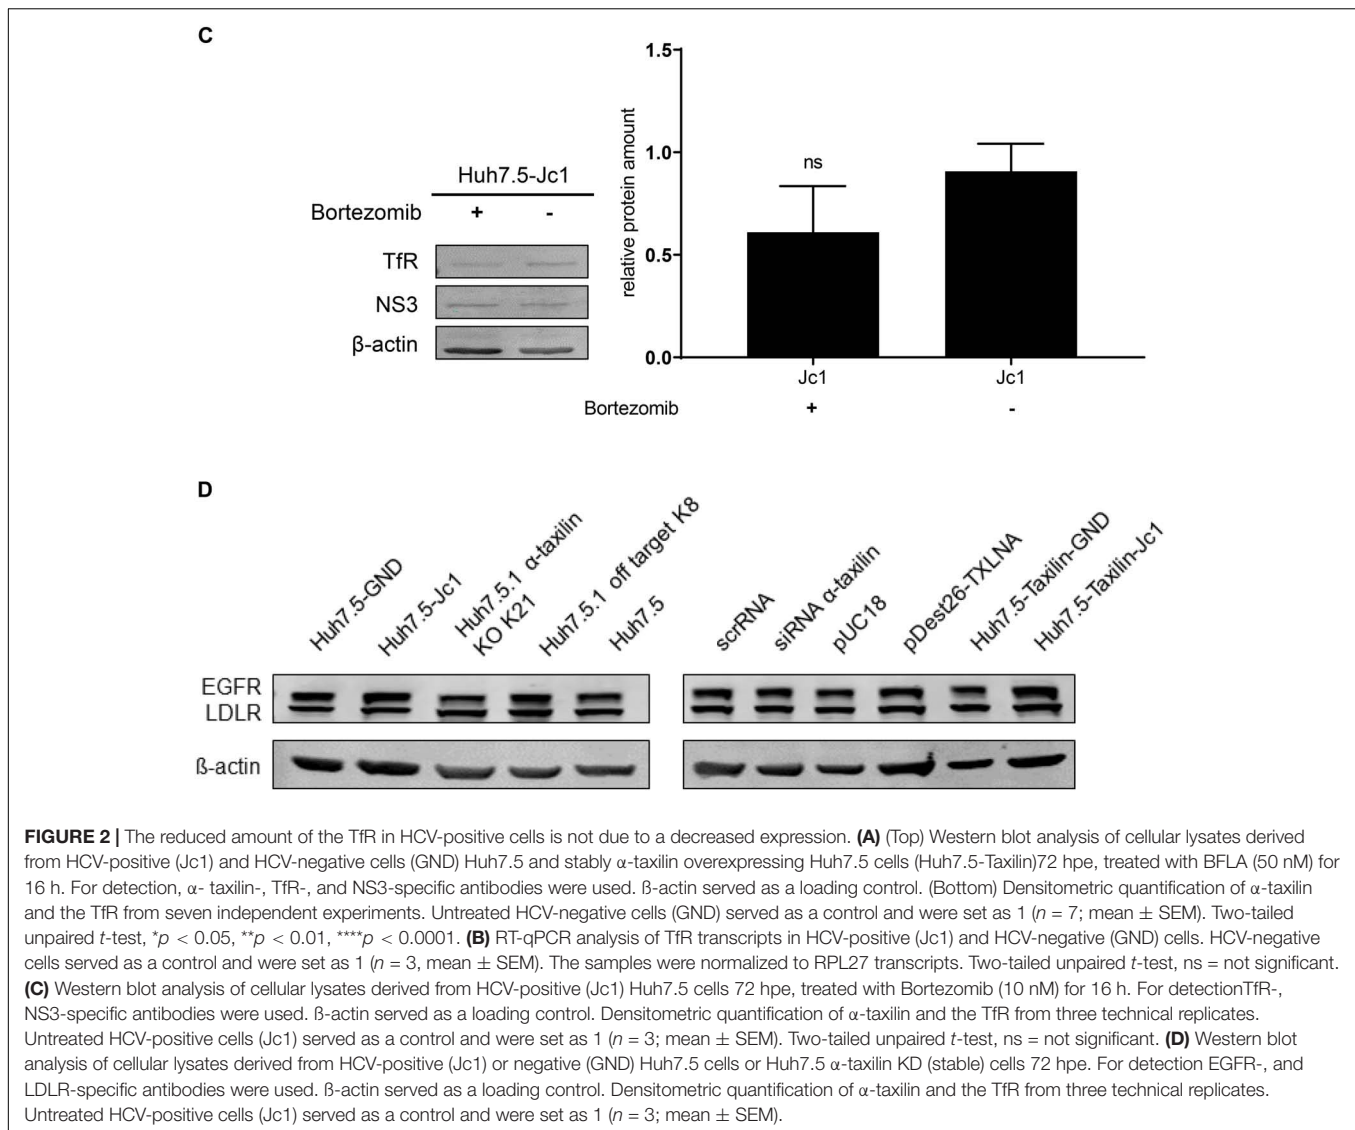 C
Huh7.5-Jc1
Bortezomib + -
TfR
NS3
β-actin
relative protein amount
1.5
1.0
0.5
0.0
ns
Jc1 Jc1
Bortezomib + -
D
Huh7.5-GND
Huh7.5-Jc1
Huh7.5.1 α-taxilin
KO K21
Huh7.5.1 off target K8
Huh7.5
scrRNA
siRNA α-taxilin
pUC18
pDest26-TXLNA
Huh7.5-Taxilin-GND
Huh7.5-Taxilin-Jc1
EGFR
LDLR
ß-actin
FIGURE 2 | The reduced amount of the TfR in HCV-positive cells is not due to a decreased expression. (A) (Top) Western blot analysis of cellular lysates derived
from HCV-positive (Jc1) and HCV-negative cells (GND) Huh7.5 and stably α-taxilin overexpressing Huh7.5 cells (Huh7.5-Taxilin)72 hpe, treated with BFLA (50 nM) for
16 h. For detection, α- taxilin-, TfR-, and NS3-specific antibodies were used. ß-actin served as a loading control. (Bottom) Densitometric quantification of α-taxilin
and the TfR from seven independent experiments. Untreated HCV-negative cells (GND) served as a control and were set as 1 (n = 7; mean ± SEM). Two-tailed
unpaired t-test, *p < 0.05, **p < 0.01, ****p < 0.0001. (B) RT-qPCR analysis of TfR transcripts in HCV-positive (Jc1) and HCV-negative (GND) cells. HCV-negative
cells served as a control and were set as 1 (n = 3, mean ± SEM). The samples were normalized to RPL27 transcripts. Two-tailed unpaired t-test, ns = not significant.
(C) Western blot analysis of cellular lysates derived from HCV-positive (Jc1) Huh7.5 cells 72 hpe, treated with Bortezomib (10 nM) for 16 h. For detectionTfR-,
NS3-specific antibodies were used. ß-actin served as a loading control. Densitometric quantification of α-taxilin and the TfR from three technical replicates.
Untreated HCV-positive cells (Jc1) served as a control and were set as 1 (n = 3; mean ± SEM). Two-tailed unpaired t-test, ns = not significant. (D) Western blot
analysis of cellular lysates derived from HCV-positive (Jc1) or negative (GND) Huh7.5 cells or Huh7.5 α-taxilin KD (stable) cells 72 hpe. For detection EGFR-, and
LDLR-specific antibodies were used. ß-actin served as a loading control. Densitometric quantification of α-taxilin and the TfR from three technical replicates.
Untreated HCV-positive cells (Jc1) served as a control and were set as 1 (n = 3; mean ± SEM).